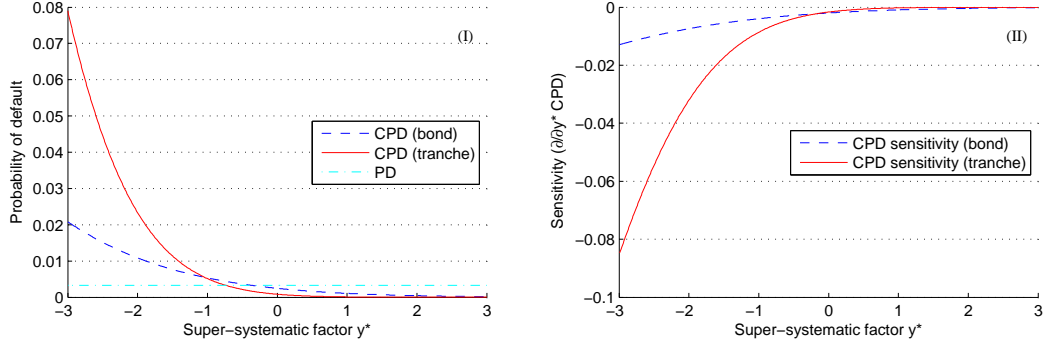 0.08
0.07
0.06
0.05
0.04
0.03
0.02
0.01
0
Probability of default
(I)
CPD (bond)
CPD (tranche)
PD
−3
−2
−1
0
1
2
3
Super−systematic factor y*
0
−0.02
−0.04
−0.06
−0.08
−0.1
Sensitivity (∂/∂y* CPD)
(II)
CPD sensitivity (bond)
CPD sensitivity (tranche)
−3
−2
−1
0
1
2
3
Super−systematic factor y*